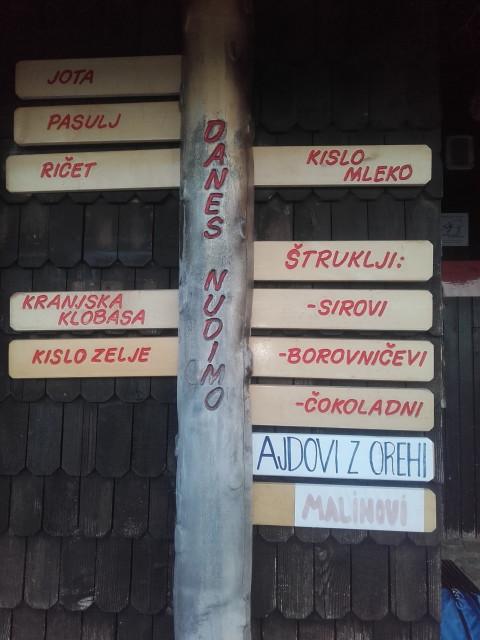 DANES NUDIMO
JOTA
PASULJ
RIČET
KRANJSKA
KLOBASA
KISLO ZELJE
KISLO
MLEKO
ŠTRUKLJI:
-SIROVI
-BOROVNIČEVI
-ČOKOLADNI
AJDOVI Z OREHI
MALINOVI